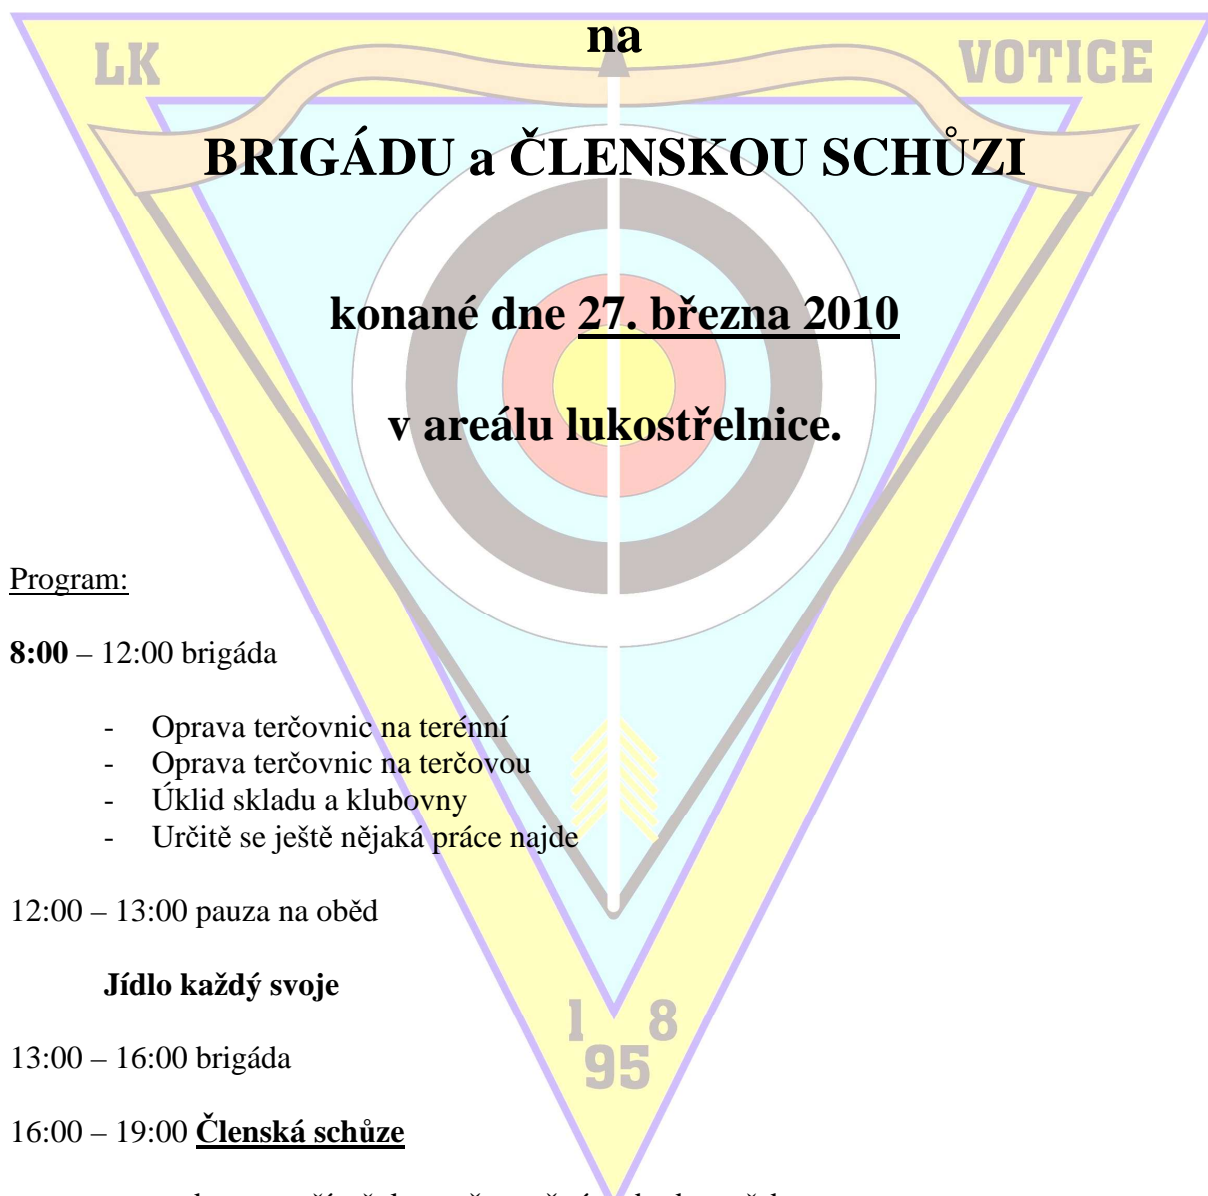 na
LK VOTICE
BRIGÁDU a ČLENSKOU SCHŮZI
konané dne 27. března 2010
v areálu lukostřelnice.
Program:
8:00 – 12:00 brigáda
- Oprava terčovnic na terénní
- Oprava terčovnic na terčovou
- Úklid skladu a klubovny
- Určitě se ještě nějaká práce najde
12:00 – 13:00 pauza na oběd
Jídlo každý svoje
1 8
95
13:00 – 16:00 brigáda
16:00 – 19:00 Členská schůze